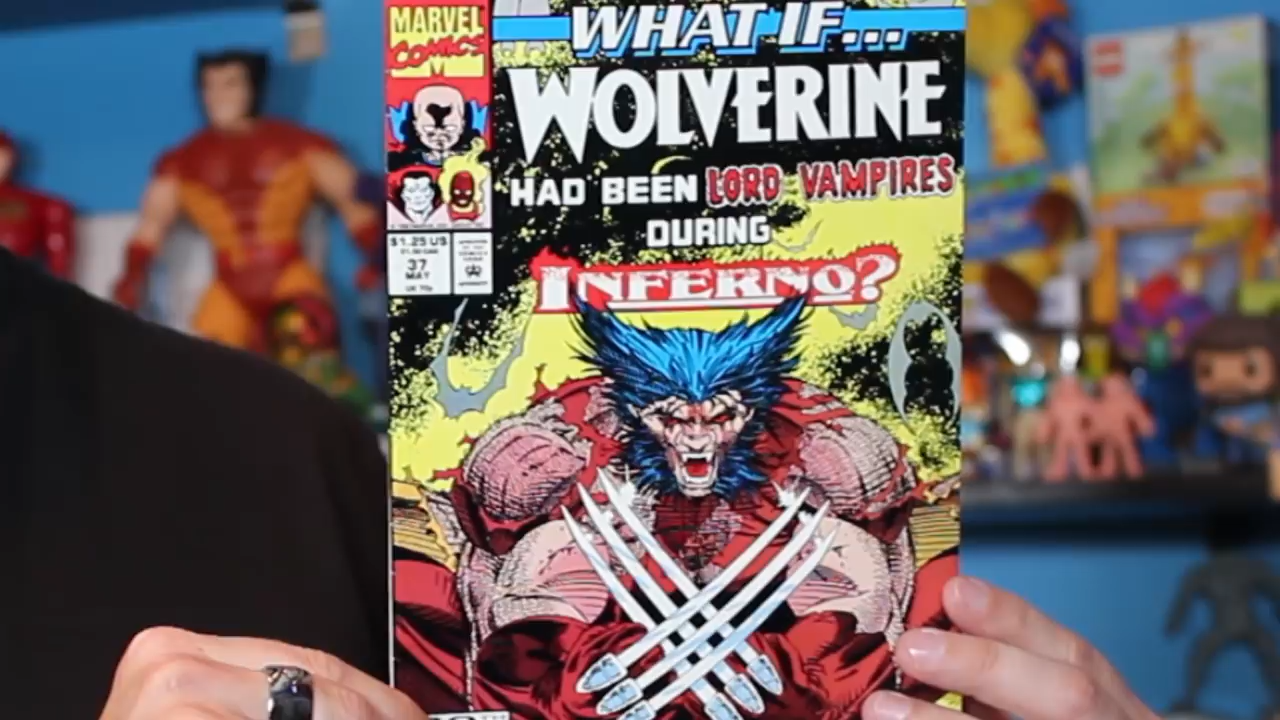 MARVEL
COMICS
WHAT IF...
WOLVERINE
HAD BEEN LORD VAMPIRES
DURING
INFERNO?
$1.25 US
37
MAY